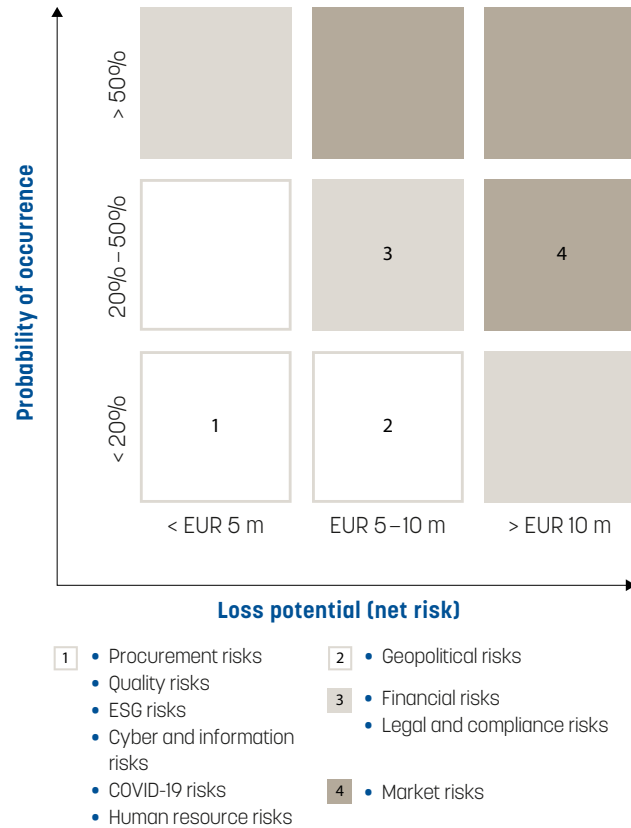 Probability of occurrence
> 50%
20%–50%
3
4
< 20%
1
2
< EUR 5 m
EUR 5–10 m
> EUR 10 m
Loss potential (net risk)
1
• Procurement risks
• Quality risks
• ESG risks
• Cyber and information
risks
• COVID-19 risks
• Human resource risks
2
• Geopolitical risks
3
• Financial risks
• Legal and compliance risks
4
• Market risks